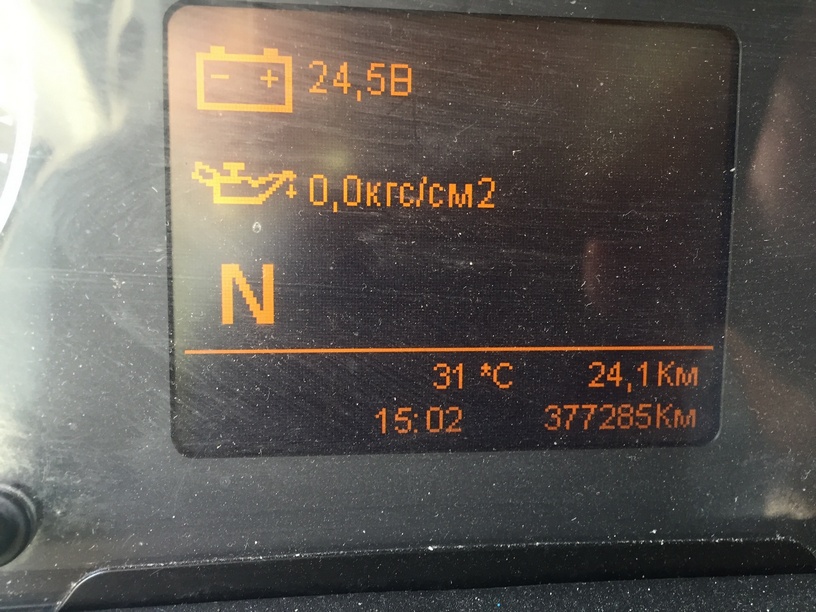 - + 24,5В
0,0кгс/см2
N
31 °C 24,1Км
15:02 377285Км